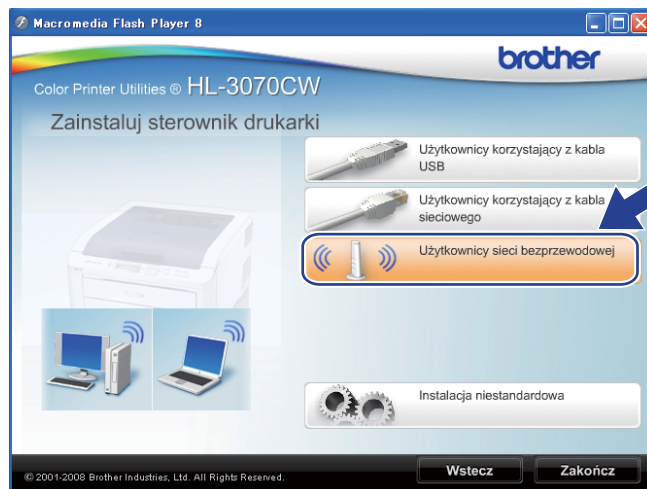 Macromedia Flash Player 8
brother
Color Printer Utilities ® HL-3070CW
Zainstaluj sterownik drukarki
Użytkownicy korzystający z kabla
USB
Użytkownicy korzystający z kabla
sieciowego
Użytkownicy sieci bezprzewodowej
Instalacja niestandardowa
© 2001-2008 Brother Industries, Ltd. All Rights Reserved.
Wstecz
Zakończ